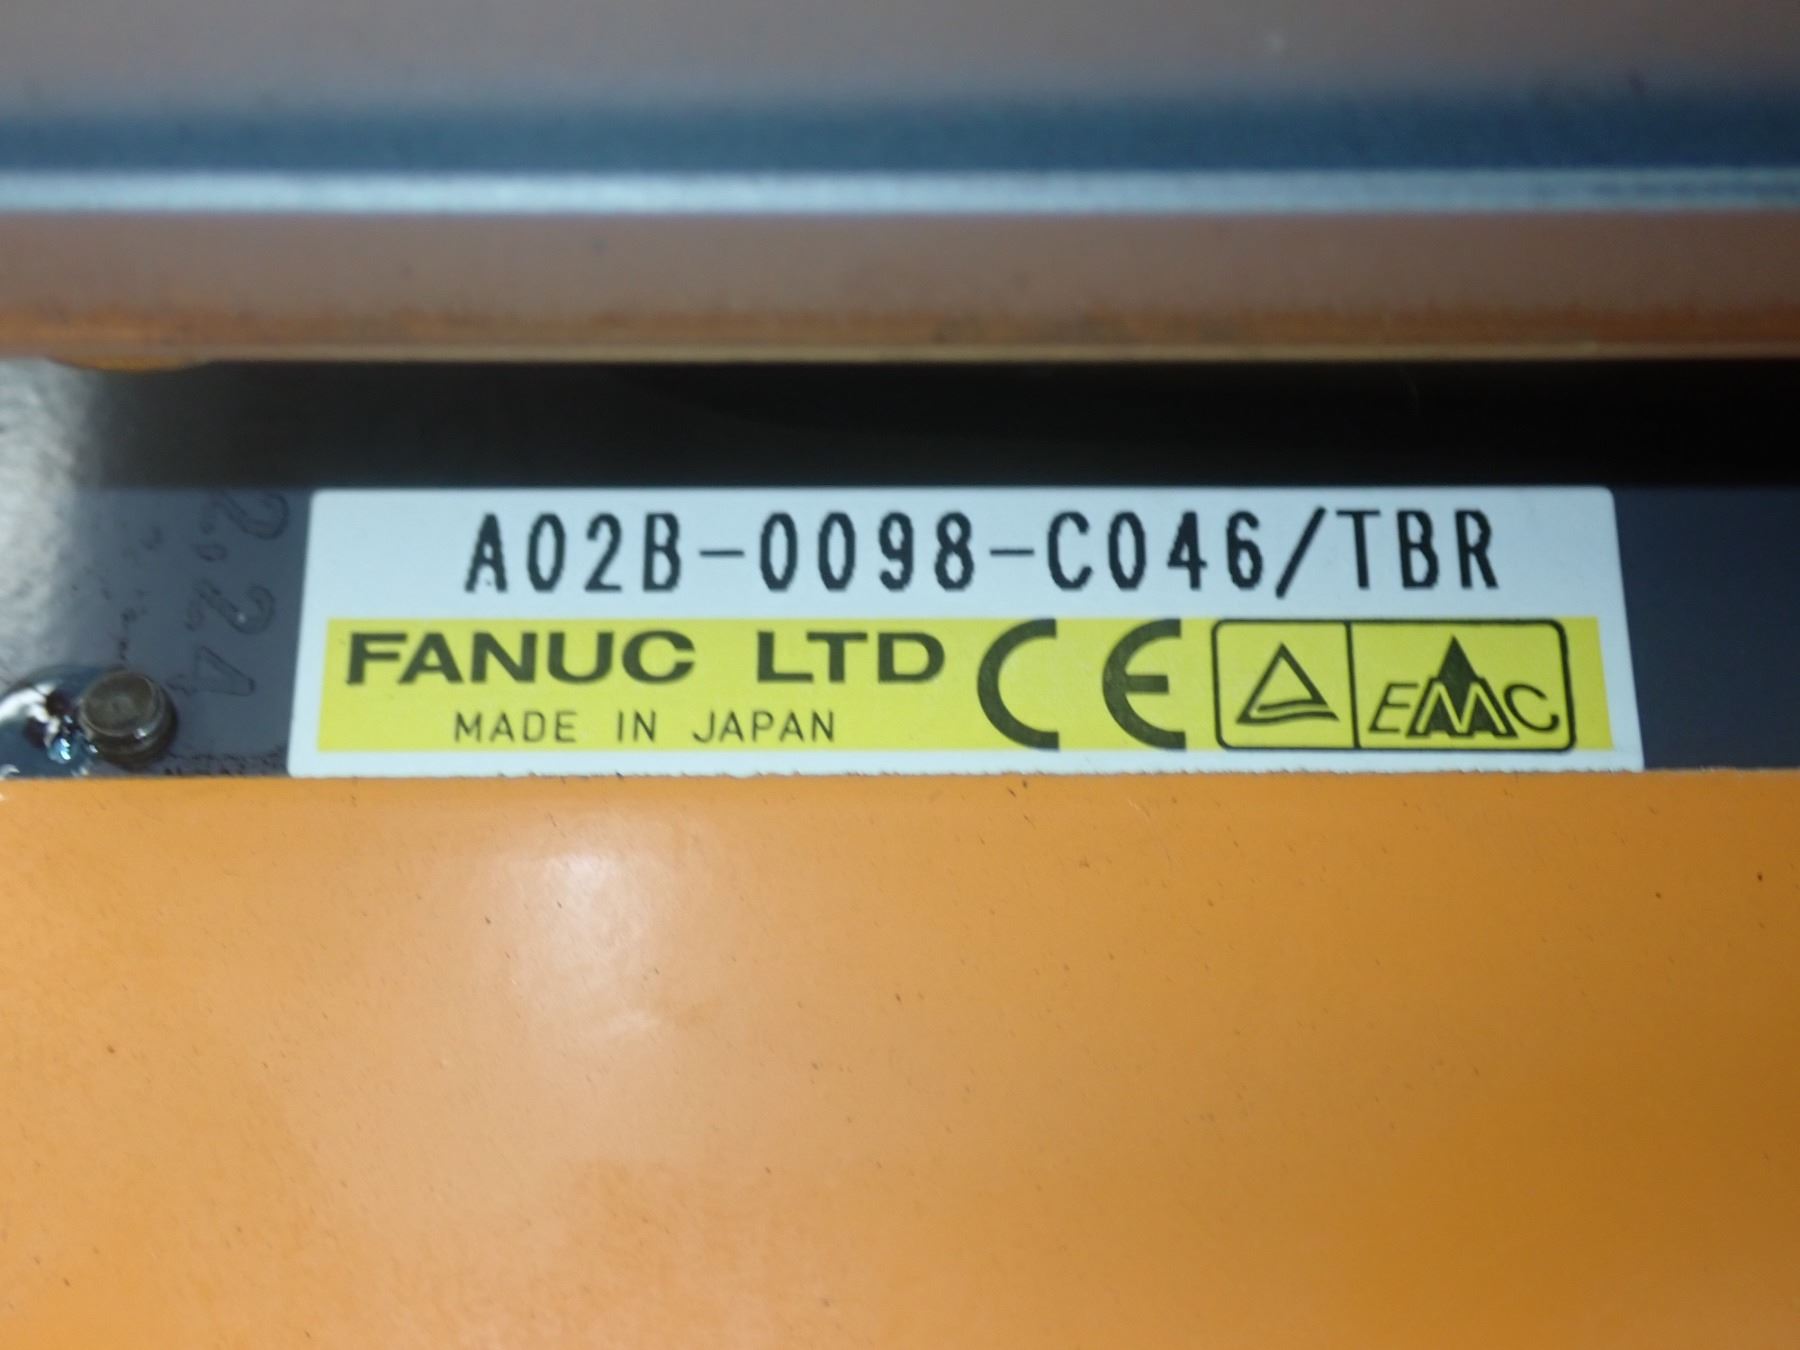 A02B-0098-C046/TBR
FANUC LTD CE EMC
MADE IN JAPAN